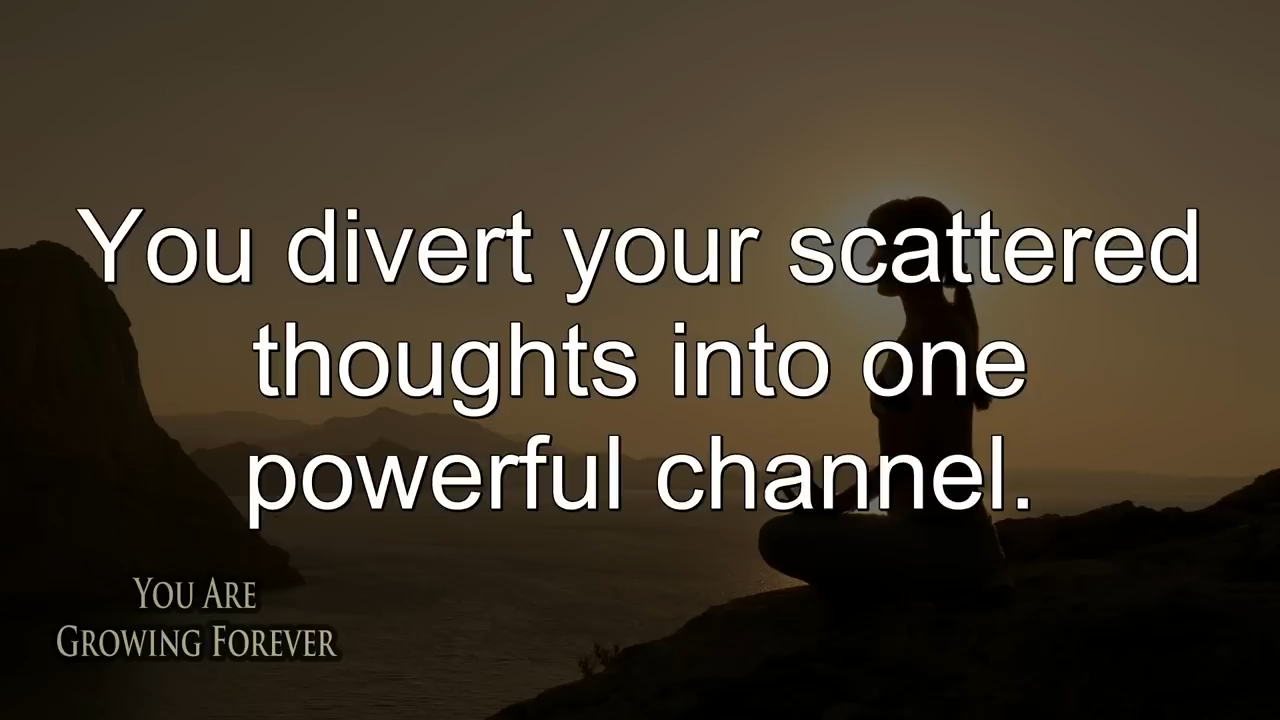 You divert your scattered
thoughts into one
powerful channel.
You Are
Growing Forever